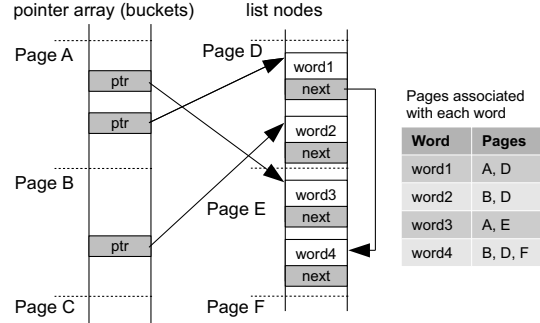 pointer array (buckets)
list nodes
Page A
ptr
ptr
Page B
ptr
Page C
Page D
word1
next
word2
next
Page E
word3
next
word4
next
Page F
Pages associated
with each word
Word Pages
word1 A, D
word2 B, D
word3 A, E
word4 B, D, F